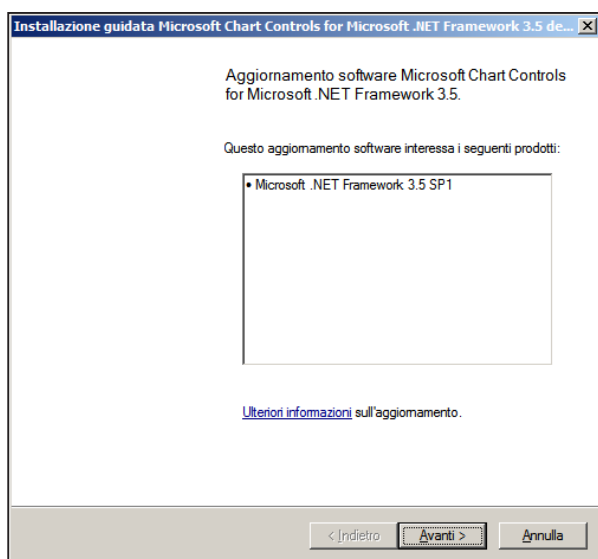 Installazione guidata Microsoft Chart Controls for Microsoft .NET Framework 3.5 de...
Aggiornamento software Microsoft Chart Controls
for Microsoft .NET Framework 3.5.
Questo aggiornamento software interessa i seguenti prodotti:
• Microsoft .NET Framework 3.5 SP1
Ulteriori informazioni sull'aggiornamento.
< Indietro
Avanti >
Annulla